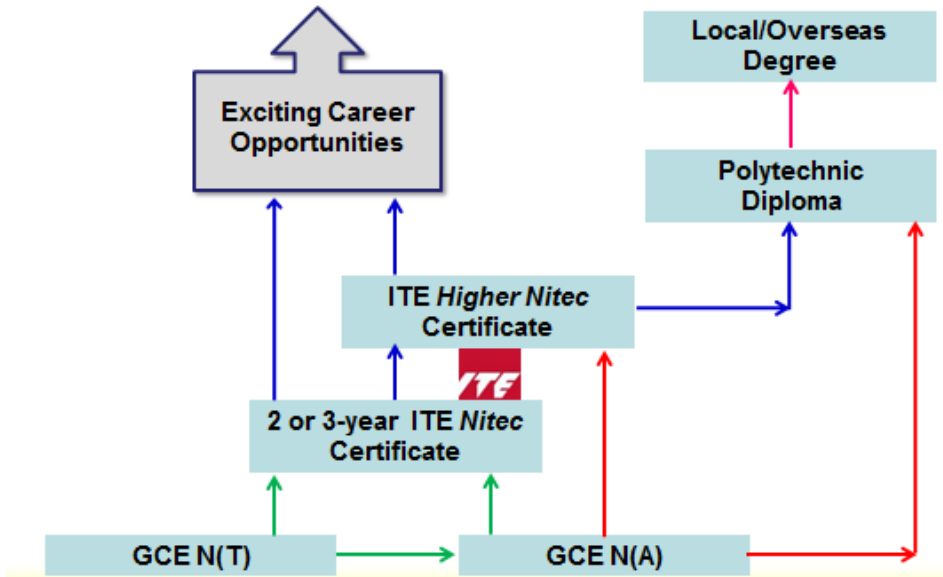 Local/Overseas
Degree
Exciting Career
Opportunities
Polytechnic
Diploma
ITE Higher Nitec
Certificate
ITE
2 or 3-year ITE Nitec
Certificate
GCE N(T)
GCE N(A)